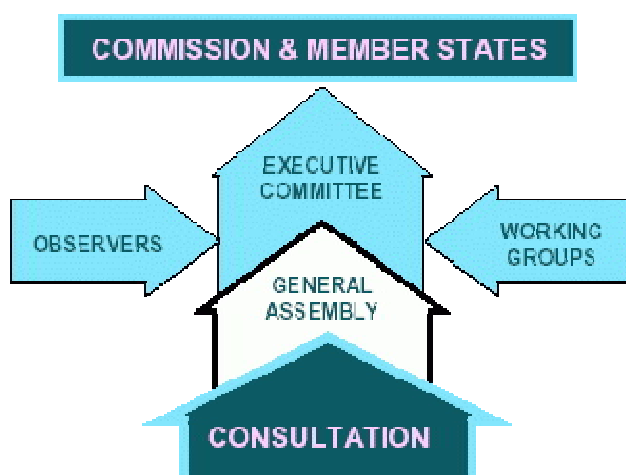 COMMISSION & MEMBER STATES
EXECUTIVE
COMMITTEE
OBSERVERS
WORKING
GROUPS
GENERAL
ASSEMBLY
CONSULTATION